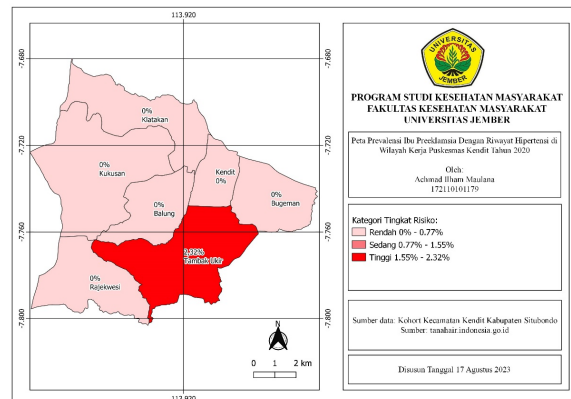 113.920
-7.680
-7.720
-7.760
-7.800
0%
Klatakan
0%
Kukusan
Kendit
0%
0%
Bugeman
0%
Balung
2,32%
Tambak Ukir
0%
Rajekwesi
N
0 1 2 km
113.920
-7.680
-7.720
-7.760
-7.800
UNIVERSITAS
JEMBER
PROGRAM STUDI KESEHATAN MASYARAKAT
FAKULTAS KESEHATAN MASYARAKAT
UNIVERSITAS JEMBER
Peta Prevalensi Ibu Preeklamsia Dengan Riwayat Hipertensi di
Wilayah Kerja Puskesmas Kendit Tahun 2020
Oleh:
Achmad Ilham Maulana
172110101179
Kategori Tingkat Risiko:
Rendah 0% - 0.77%
Sedang 0.77% - 1.55%
Tinggi 1.55% - 2.32%
Sumber data: Kohort Kecamatan Kendit Kabupaten Situbondo
Sumber: tanahair.indonesia.go.id
Disusun Tanggal 17 Agustus 2023